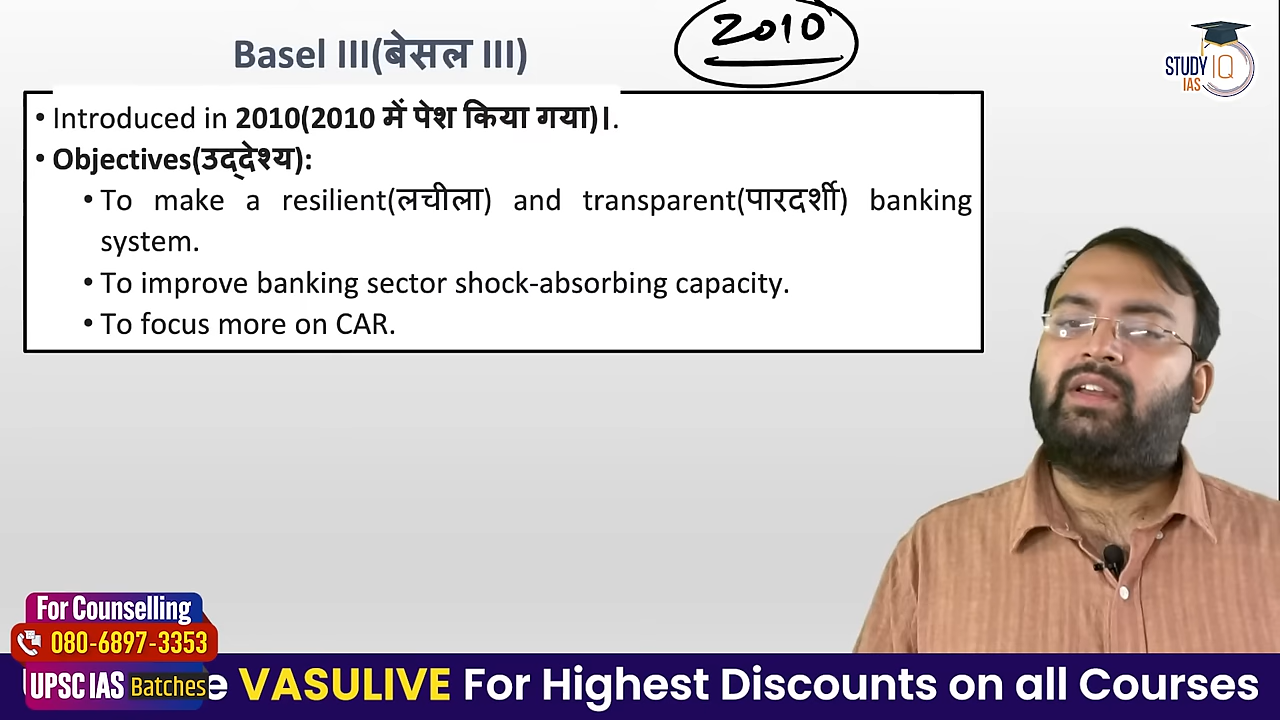 2010
Basel III(बेसल III)
STUDY IQ
IAS
• Introduced in 2010(2010 में पेश किया गया)।.
• Objectives(उद्देश्य):
• To make a resilient(लचीला) and transparent(पारदर्शी) banking
system.
• To improve banking sector shock-absorbing capacity.
• To focus more on CAR.
For Counselling
080-6897-3353
UPSC IAS Batches
e VASULIVE For Highest Discounts on all Courses